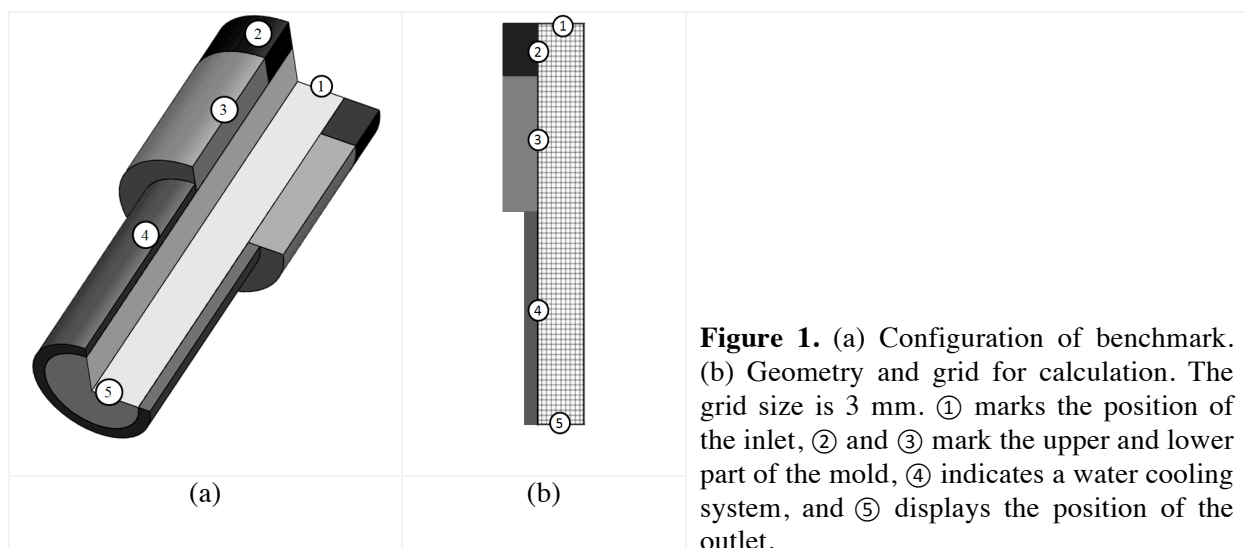 2
1
3
4
5
(a)
1
2
3
4
5
(b)
Figure 1. (a) Configuration of benchmark.
(b) Geometry and grid for calculation. The
grid size is 3 mm. ① marks the position of
the inlet, ② and ③ mark the upper and lower
part of the mold, ④ indicates a water cooling
system, and ⑤ displays the position of the
outlet.